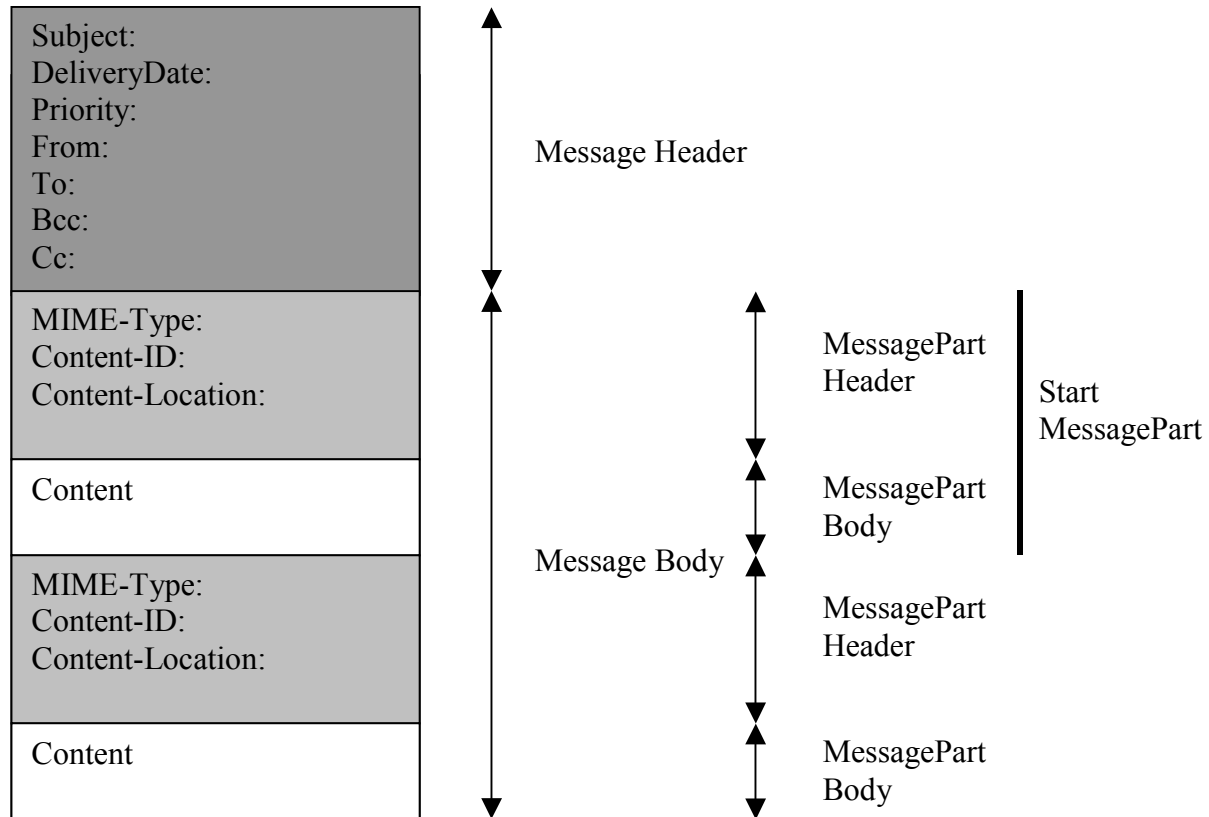 Subject:
DeliveryDate:
Priority:
From:
To:
Bcc:
Cc:
Message Header
MIME-Type:
Content-ID:
Content-Location:
MessagePart
Header
Start
MessagePart
Content
MessagePart
Body
Message Body
MIME-Type:
Content-ID:
Content-Location:
MessagePart
Header
Content
MessagePart
Body